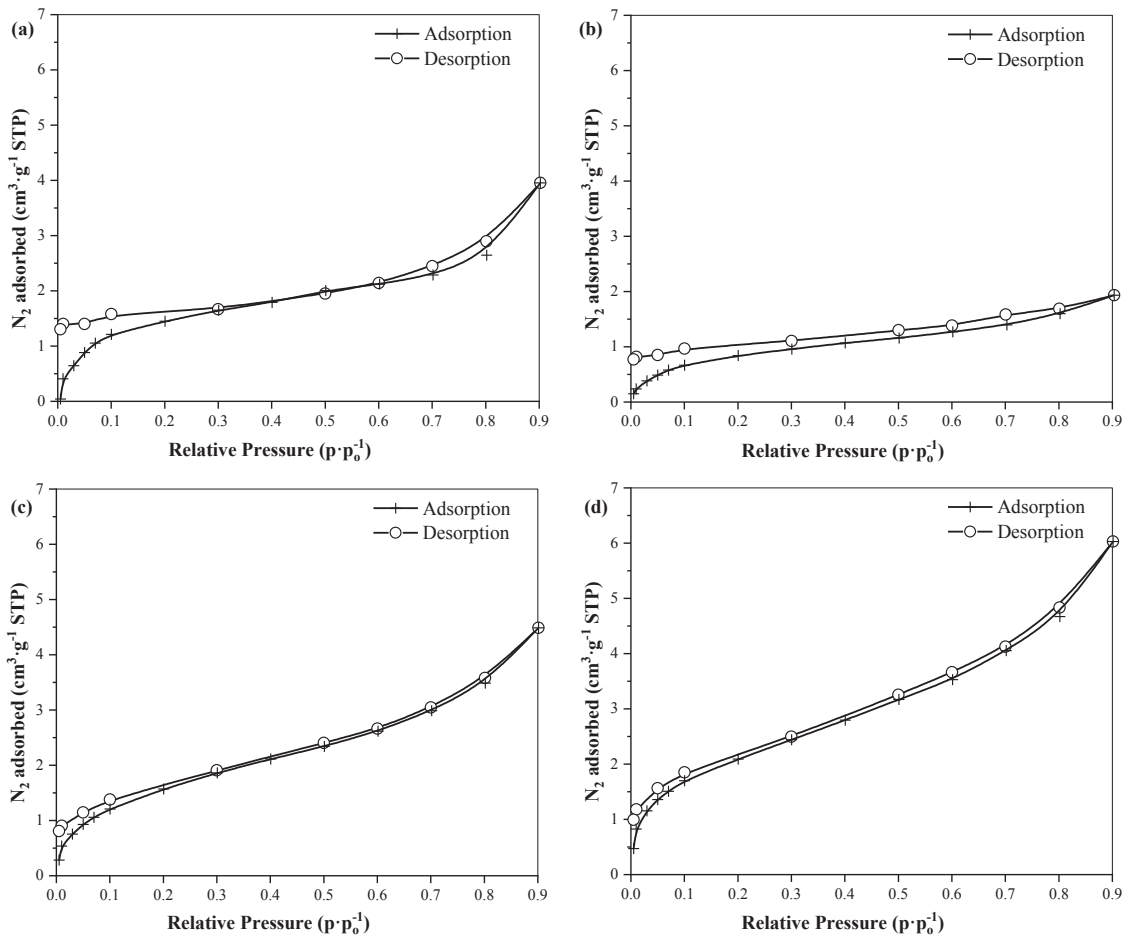 (a)
Adsorption
Desorption
N₂ adsorbed (cm³·g⁻¹ STP)
7
6
5
4
3
2
1
0
0.0 0.1 0.2 0.3 0.4 0.5 0.6 0.7 0.8 0.9
Relative Pressure (p·pₒ⁻¹)
(b)
Adsorption
Desorption
N₂ adsorbed (cm³·g⁻¹ STP)
7
6
5
4
3
2
1
0
0.0 0.1 0.2 0.3 0.4 0.5 0.6 0.7 0.8 0.9
Relative Pressure (p·pₒ⁻¹)
(c)
Adsorption
Desorption
N₂ adsorbed (cm³·g⁻¹ STP)
7
6
5
4
3
2
1
0
0.0 0.1 0.2 0.3 0.4 0.5 0.6 0.7 0.8 0.9
Relative Pressure (p·pₒ⁻¹)
(d)
Adsorption
Desorption
N₂ adsorbed (cm³·g⁻¹ STP)
7
6
5
4
3
2
1
0
0.0 0.1 0.2 0.3 0.4 0.5 0.6 0.7 0.8 0.9
Relative Pressure (p·pₒ⁻¹)